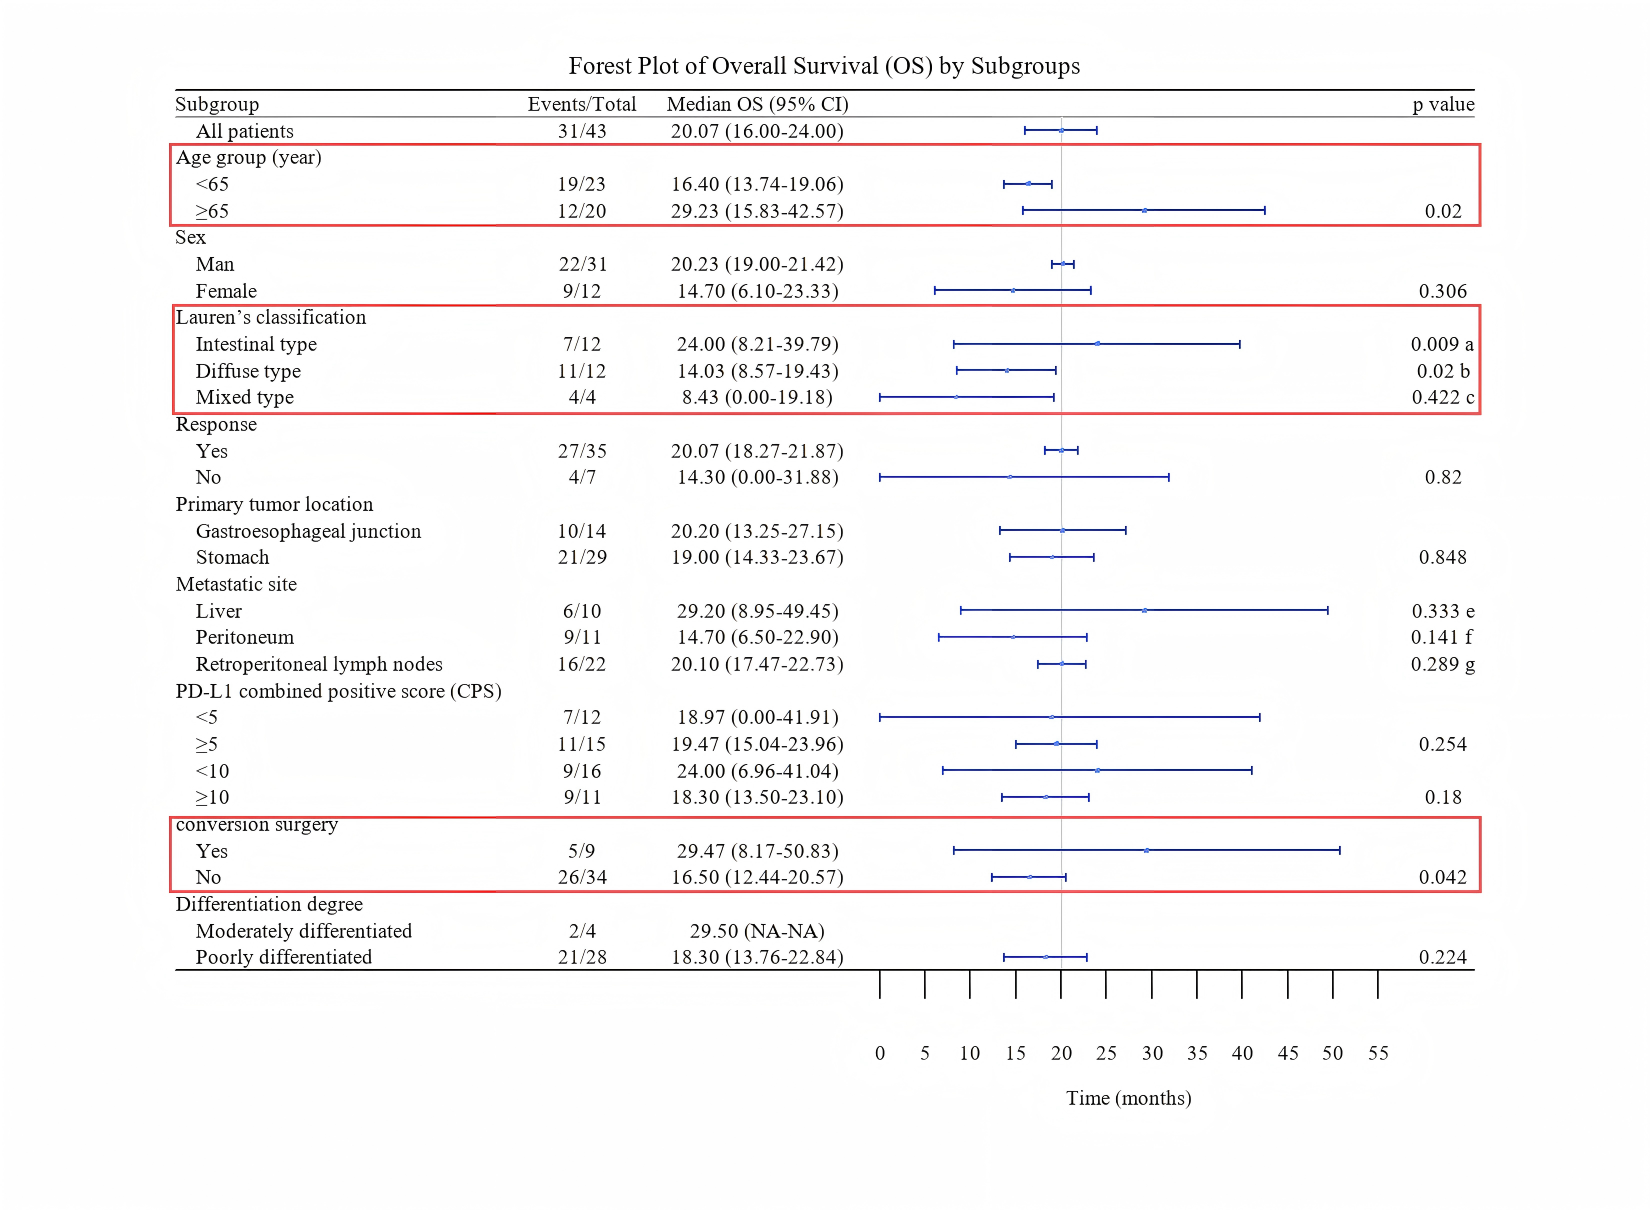 Forest Plot of Overall Survival (OS) by Subgroups
Subgroup Events/Total Median OS (95% CI) p value
All patients 31/43 20.07 (16.00-24.00)
Age group (year)
<65 19/23 16.40 (13.74-19.06)
≥65 12/20 29.23 (15.83-42.57) 0.02
Sex
Man 22/31 20.23 (19.00-21.42)
Female 9/12 14.70 (6.10-23.33) 0.306
Lauren's classification
Intestinal type 7/12 24.00 (8.21-39.79) 0.009 a
Diffuse type 11/12 14.03 (8.57-19.43) 0.02 b
Mixed type 4/4 8.43 (0.00-19.18) 0.422 c
Response
Yes 27/35 20.07 (18.27-21.87)
No 4/7 14.30 (0.00-31.88) 0.82
Primary tumor location
Gastroesophageal junction 10/14 20.20 (13.25-27.15)
Stomach 21/29 19.00 (14.33-23.67) 0.848
Metastatic site
Liver 6/10 29.20 (8.95-49.45) 0.333 e
Peritoneum 9/11 14.70 (6.50-22.90) 0.141 f
Retroperitoneal lymph nodes 16/22 20.10 (17.47-22.73) 0.289 g
PD-L1 combined positive score (CPS)
<5 7/12 18.97 (0.00-41.91)
≥5 11/15 19.47 (15.04-23.96) 0.254
<10 9/16 24.00 (6.96-41.04)
≥10 9/11 18.30 (13.50-23.10) 0.18
conversion surgery
Yes 5/9 29.47 (8.17-50.83)
No 26/34 16.50 (12.44-20.57) 0.042
Differentiation degree
Moderately differentiated 2/4 29.50 (NA-NA)
Poorly differentiated 21/28 18.30 (13.76-22.84) 0.224
0 5 10 15 20 25 30 35 40 45 50 55
Time (months)